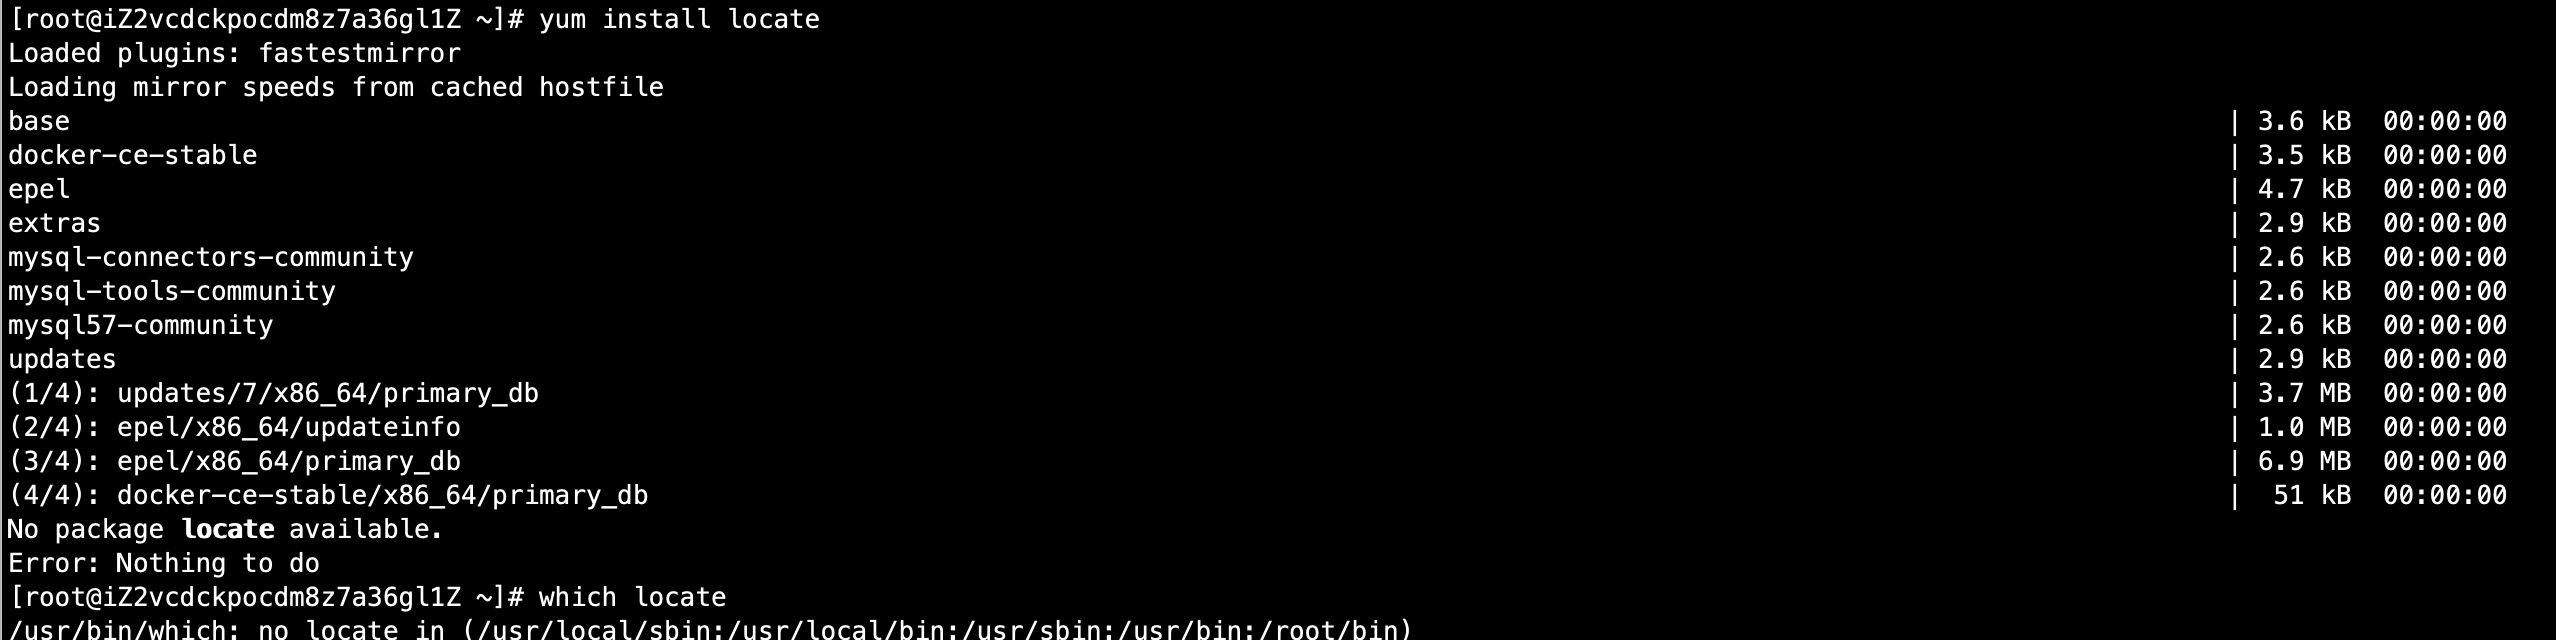 [root@iZ2vcdckpocdm8z7a36gl1Z ~]# yum install locate
Loaded plugins: fastestmirror
Loading mirror speeds from cached hostfile
base | 3.6 kB 00:00:00
docker-ce-stable | 3.5 kB 00:00:00
epel | 4.7 kB 00:00:00
extras | 2.9 kB 00:00:00
mysql-connectors-community | 2.6 kB 00:00:00
mysql-tools-community | 2.6 kB 00:00:00
mysql57-community | 2.6 kB 00:00:00
updates | 2.9 kB 00:00:00
(1/4): updates/7/x86_64/primary_db | 3.7 MB 00:00:00
(2/4): epel/x86_64/updateinfo | 1.0 MB 00:00:00
(3/4): epel/x86_64/primary_db | 6.9 MB 00:00:00
(4/4): docker-ce-stable/x86_64/primary_db | 51 kB 00:00:00
No package locate available.
Error: Nothing to do
[root@iZ2vcdckpocdm8z7a36gl1Z ~]# which locate
/usr/bin/which: no locate in (/usr/local/sbin:/usr/local/bin:/usr/sbin:/usr/bin:/root/bin)